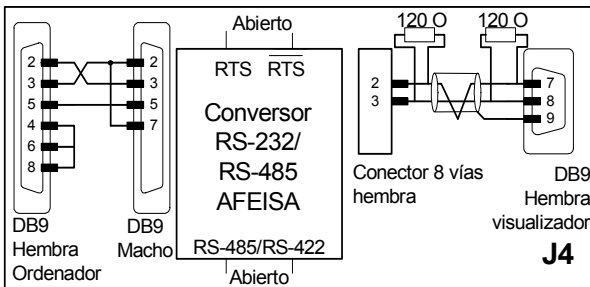 Abierto
120 O
120 O
RTS RTS
2
3
5
4
6
8
2
3
5
7
Conversor
RS-232/
RS-485
AFEISA
RS-485/RS-422
Abierto
2
3
7
8
9
DB9
Hembra
Ordenador
DB9
Macho
Conector 8 vías
hembra
DB9
Hembra
visualizador
J4